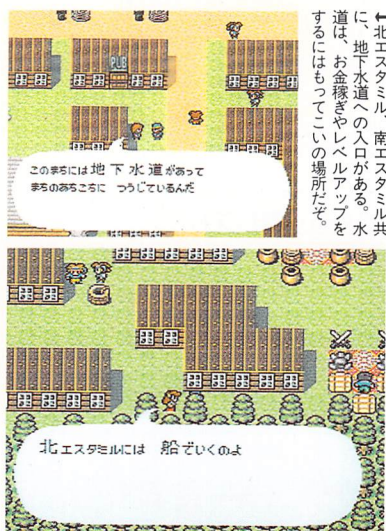 ←北エスタミル、南エスタミル共
に、地下水道への入口がある。水
道は、お金稼ぎやレベルアップを
するにはもってこいの場所だぞ。
PUB
このまちには地下水道があって
まちのあちこちに つうじているんだ
北エスタミルには 船でいくのよ